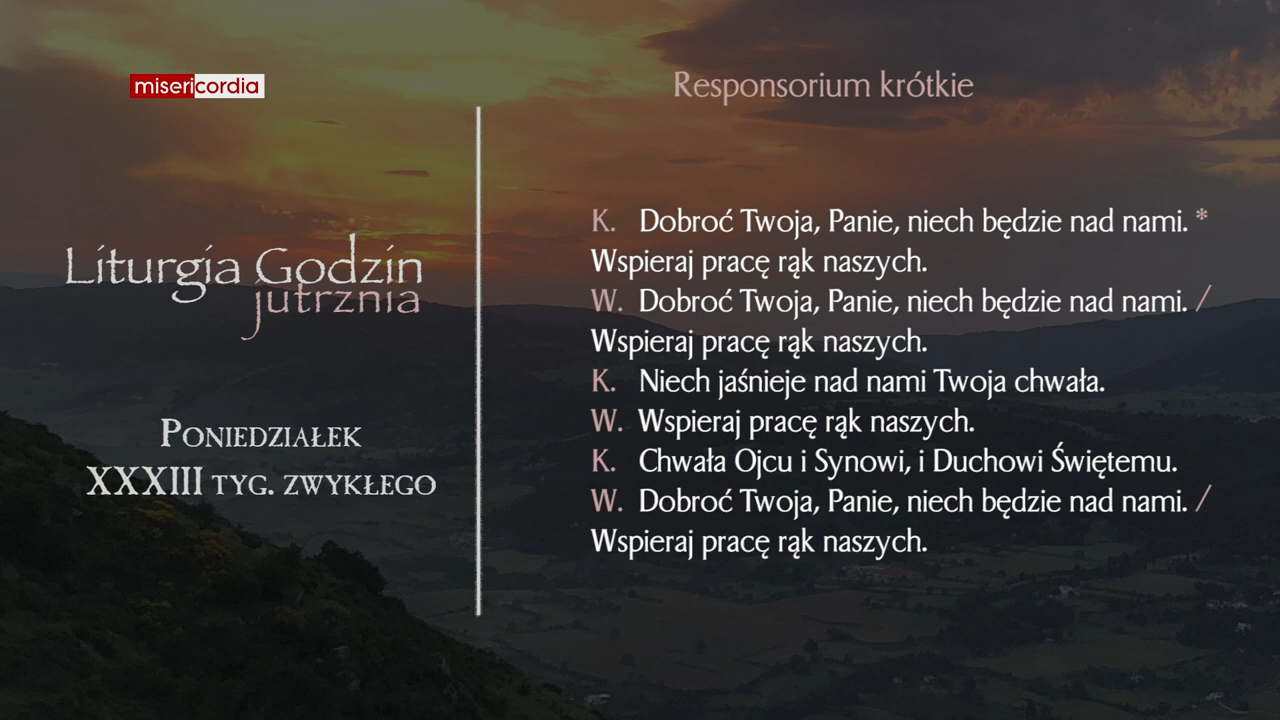 misericordia
Liturgia Godzin
jutrznia
Poniedziałek
XXXIII tyg. zwykłego
Responsorium krótkie
K. Dobroć Twoja, Panie, niech będzie nad nami. *
Wspieraj pracę rąk naszych.
W. Dobroć Twoja, Panie, niech będzie nad nami. /
Wspieraj pracę rąk naszych.
K. Niech jaśnieje nad nami Twoja chwała.
W. Wspieraj pracę rąk naszych.
K. Chwała Ojcu i Synowi, i Duchowi Świętemu.
W. Dobroć Twoja, Panie, niech będzie nad nami. /
Wspieraj pracę rąk naszych.